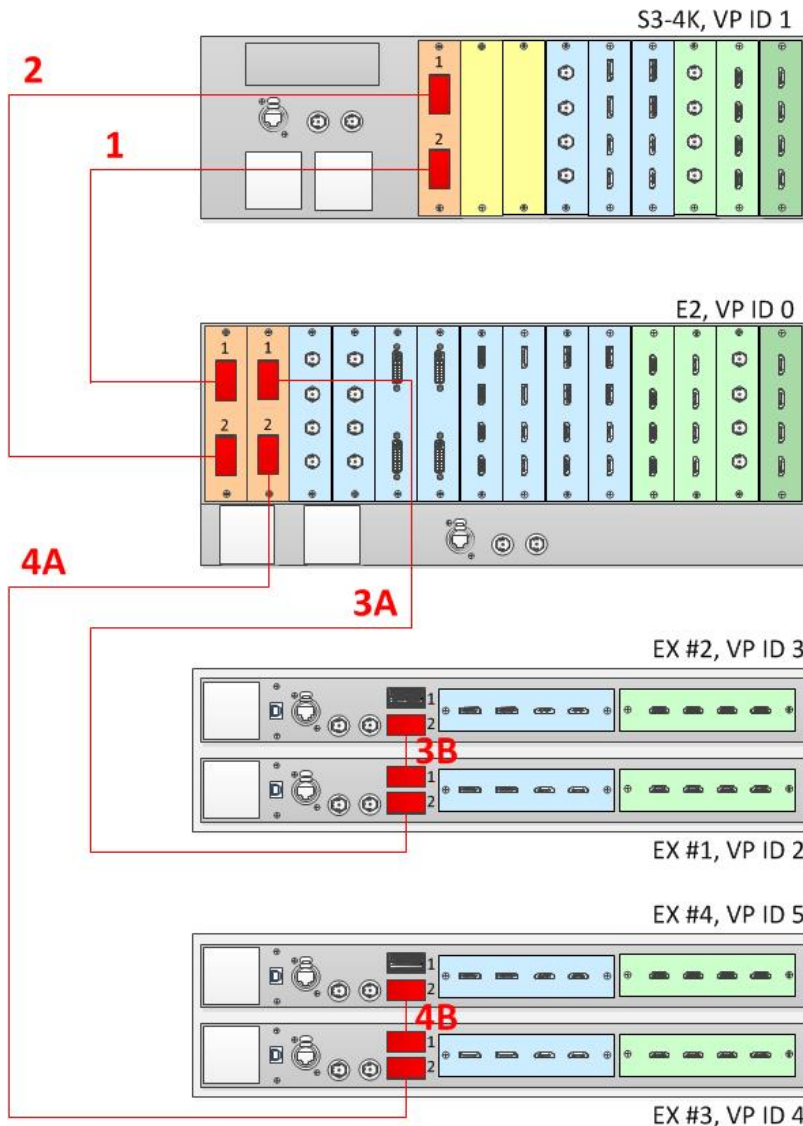 S3-4K, VP ID 1
2
1
1
2
E2, VP ID 0
1
1
2
2
4A
3A
EX #2, VP ID 3
1
2
3B
1
2
EX #1, VP ID 2
EX #4, VP ID 5
1
2
4B
1
2
EX #3, VP ID 4